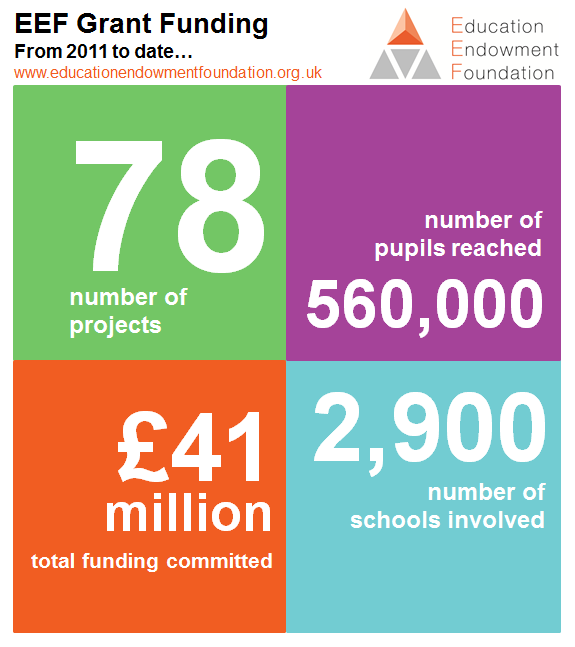 EEF Grant Funding
From 2011 to date...
www.educationendowmentfoundation.org.uk
Education
Endowment
Foundation
78
number of
projects
number of
pupils reached
560,000
£41
million
total funding committed
2,900
number of
schools involved